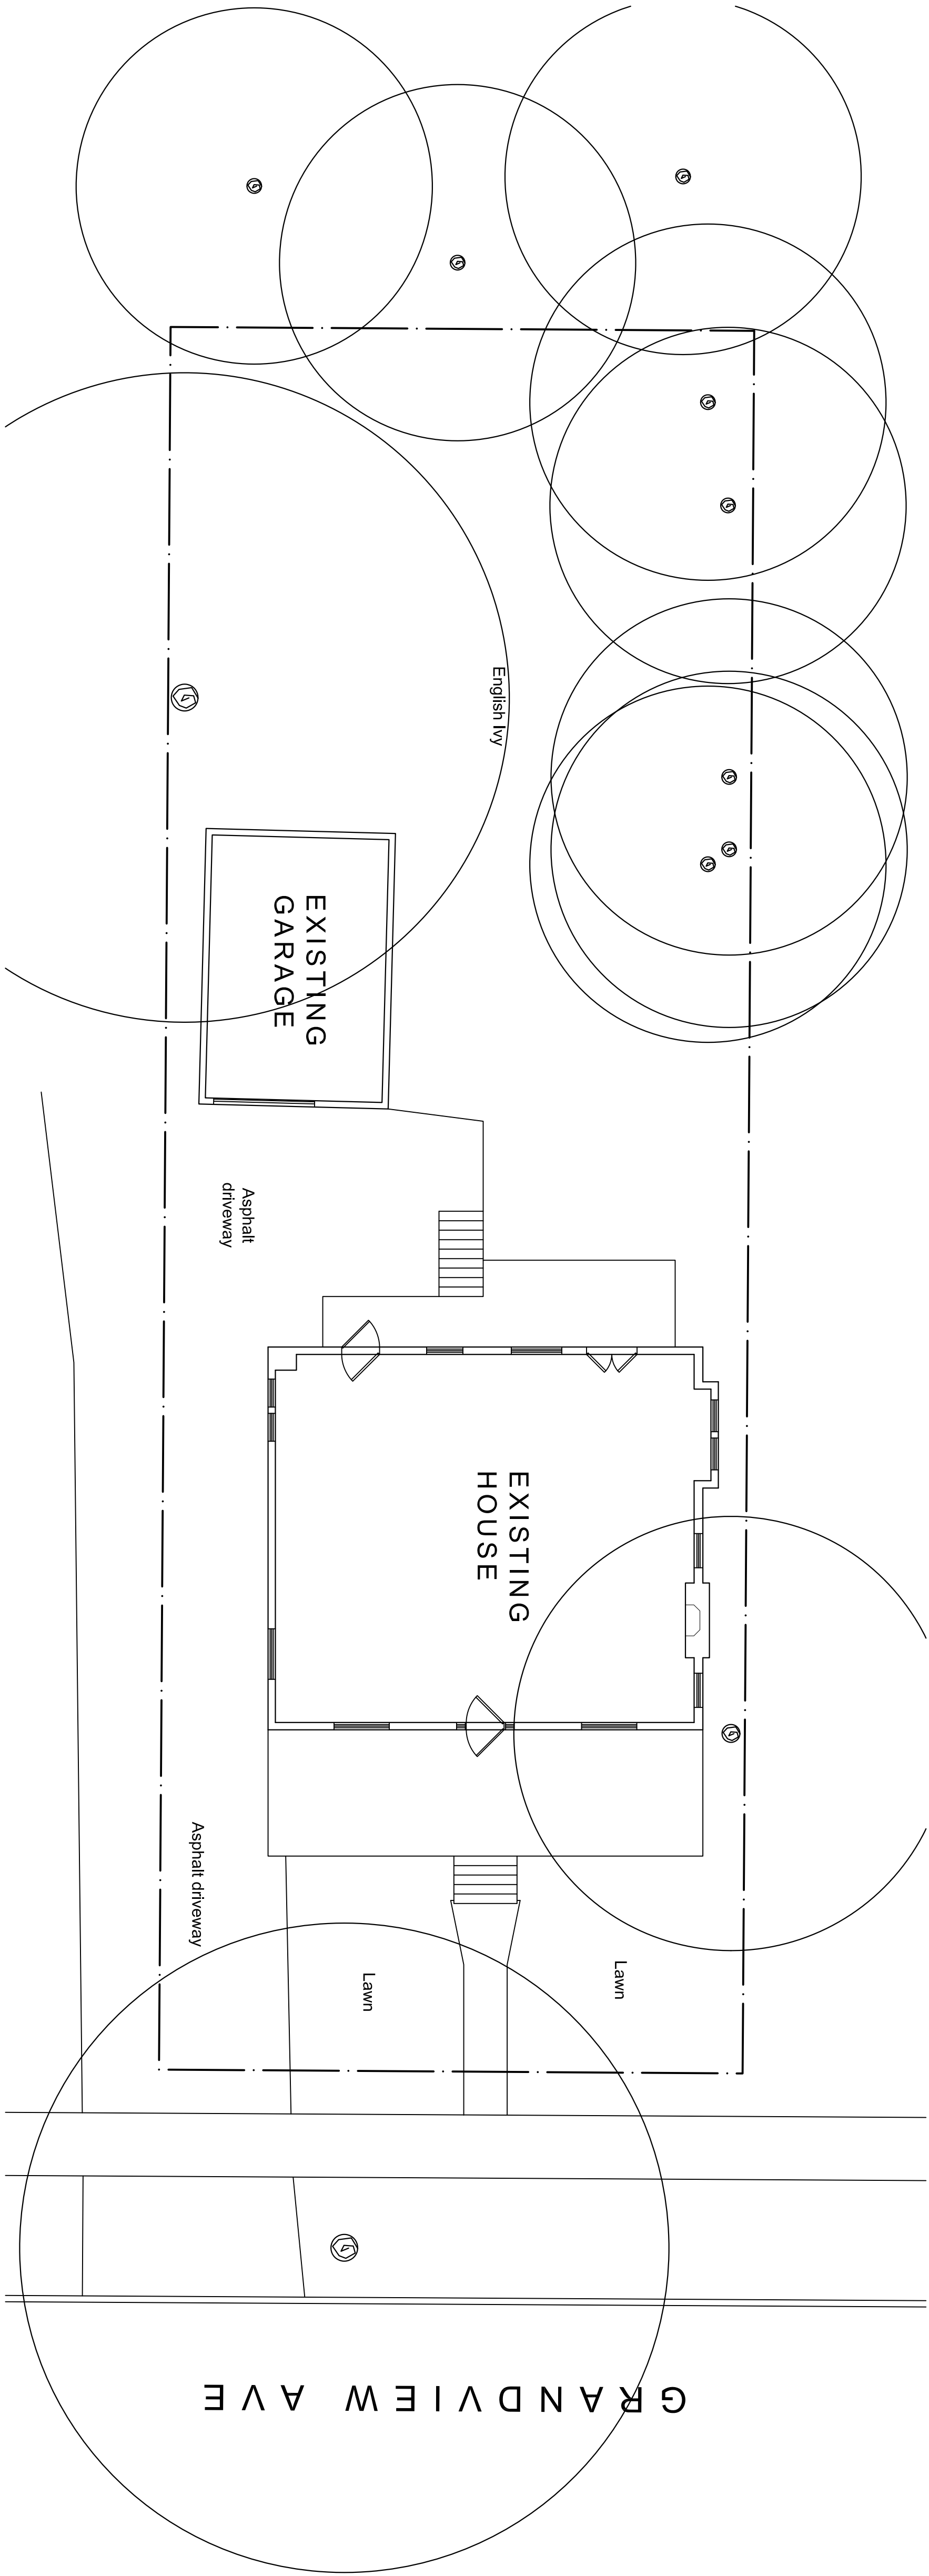 English Ivy
EXISTING
GARAGE
Asphalt
driveway
EXISTING
HOUSE
Asphalt driveway
Lawn
Lawn
GRANDVIEW AVE